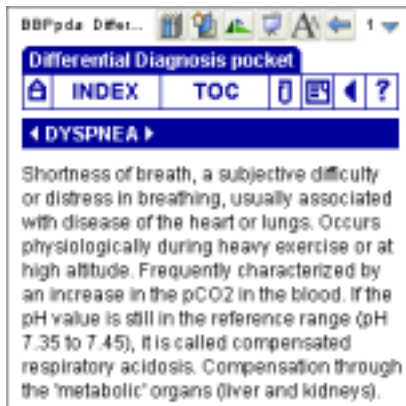 BBPpda Differ... 1
Differential Diagnosis pocket
INDEX TOC ?
DYSPNEA
Shortness of breath, a subjective difficulty
or distress in breathing, usually associated
with disease of the heart or lungs. Occurs
physiologically during heavy exercise or at
high altitude. Frequently characterized by
an increase in the pCO2 in the blood. If the
pH value is still in the reference range (pH
7.35 to 7.45), it is called compensated
respiratory acidosis. Compensation through
the 'metabolic' organs (liver and kidneys).